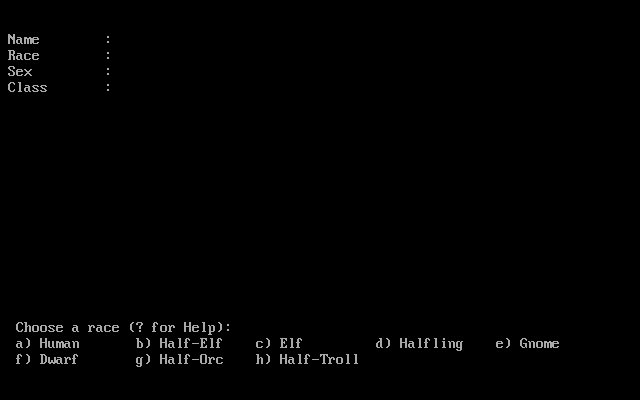 Name        :
Race        :
Sex         :
Class       :
Choose a race (? for Help):
a) Human       b) Half-Elf    c) Elf         d) Halfling    e) Gnome
f) Dwarf       g) Half-Orc    h) Half-Troll